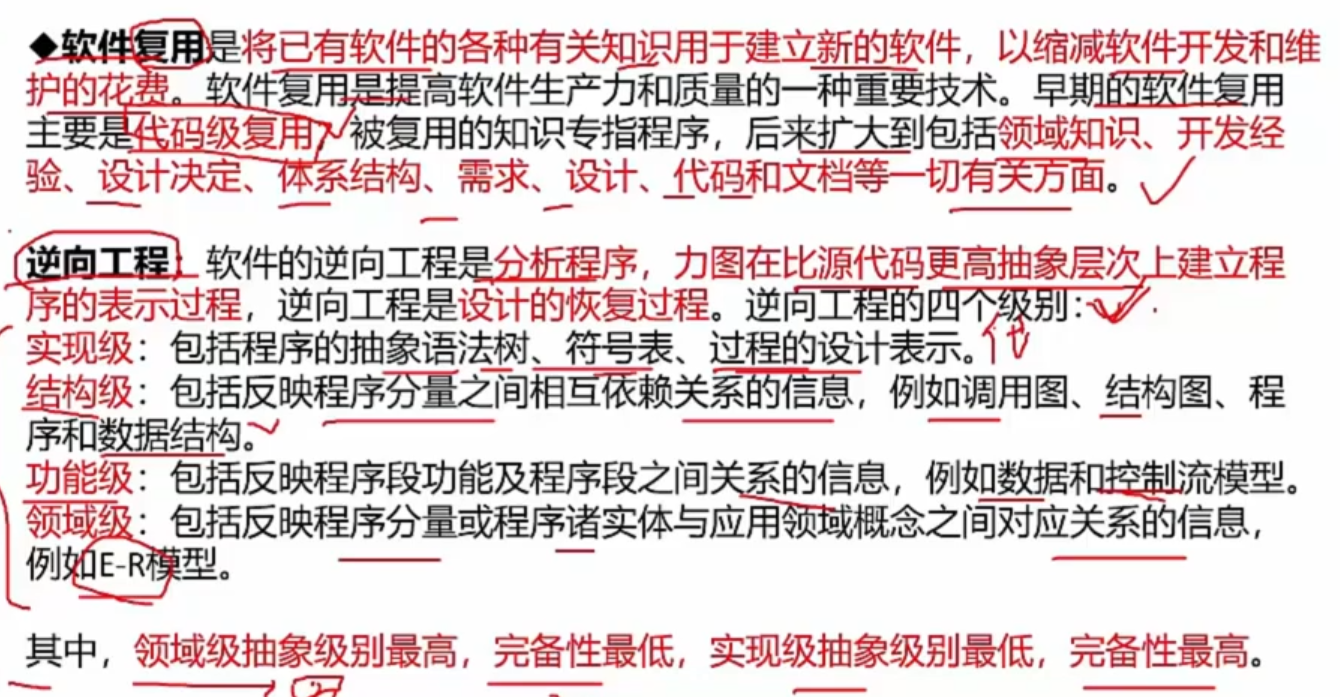 ◆软件复用是将已有软件的各种有关知识用于建立新的软件，以缩减软件开发和维
护的花费。软件复用是提高软件生产力和质量的一种重要技术。早期的软件复用
主要是代码级复用，被复用的知识专指程序，后来扩大到包括领域知识、开发经
验、设计决定、体系结构、需求、设计、代码和文档等一切有关方面。
逆向工程：软件的逆向工程是分析程序，力图在比源代码更高抽象层次上建立程
序的表示过程，逆向工程是设计的恢复过程。逆向工程的四个级别：
实现级：包括程序的抽象语法树、符号表、过程的设计表示。
结构级：包括反映程序分量之间相互依赖关系的信息，例如调用图、结构图、程
序和数据结构。
功能级：包括反映程序段功能及程序段之间关系的信息，例如数据和控制流模型。
领域级：包括反映程序分量或程序诸实体与应用领域概念之间对应关系的信息，
例如E-R模型。
其中，领域级抽象级别最高，完备性最低，实现级抽象级别最低，完备性最高。